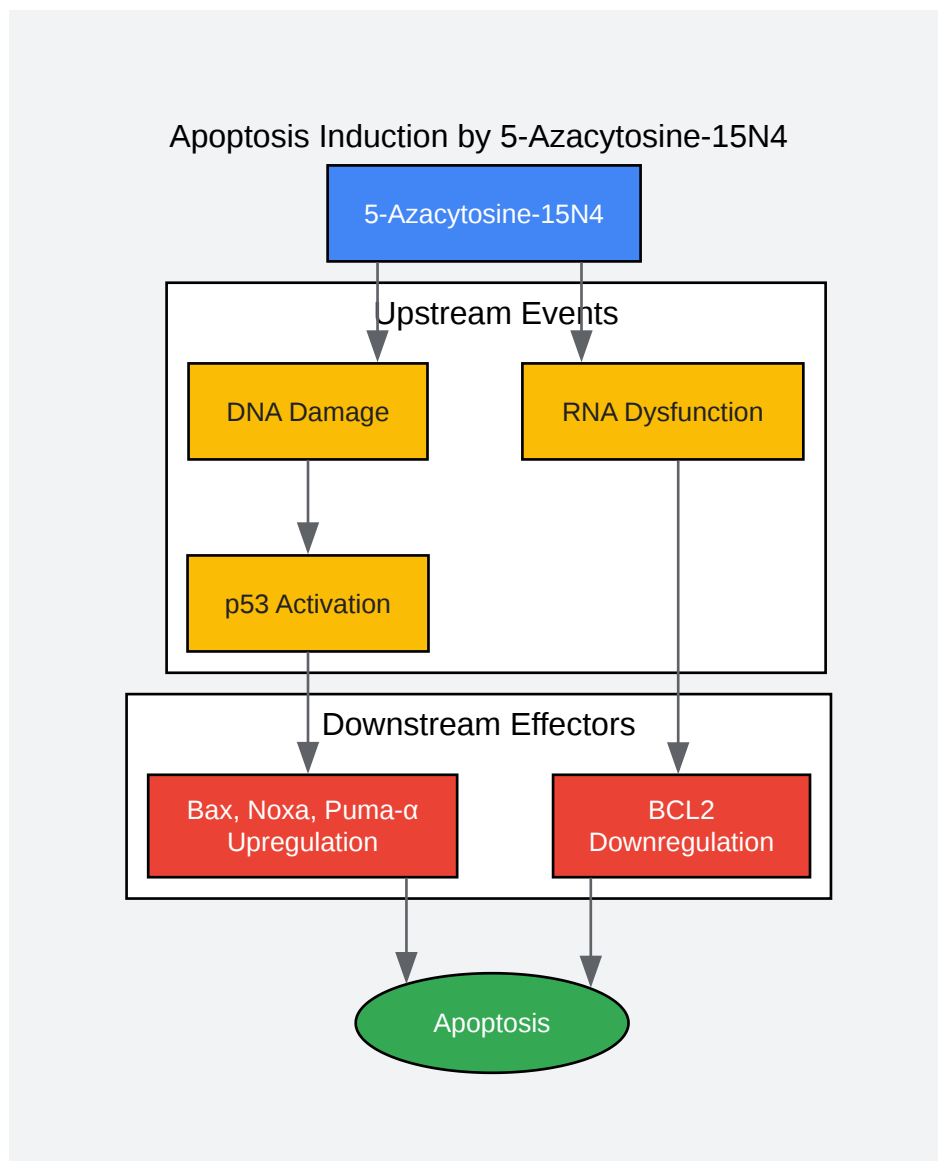 Apoptosis Induction by 5-Azacytosine-15N4
5-Azacytosine-15N4
Upstream Events
DNA Damage
RNA Dysfunction
p53 Activation
Downstream Effectors
Bax, Noxa, Puma-α
Upregulation
BCL2
Downregulation
Apoptosis